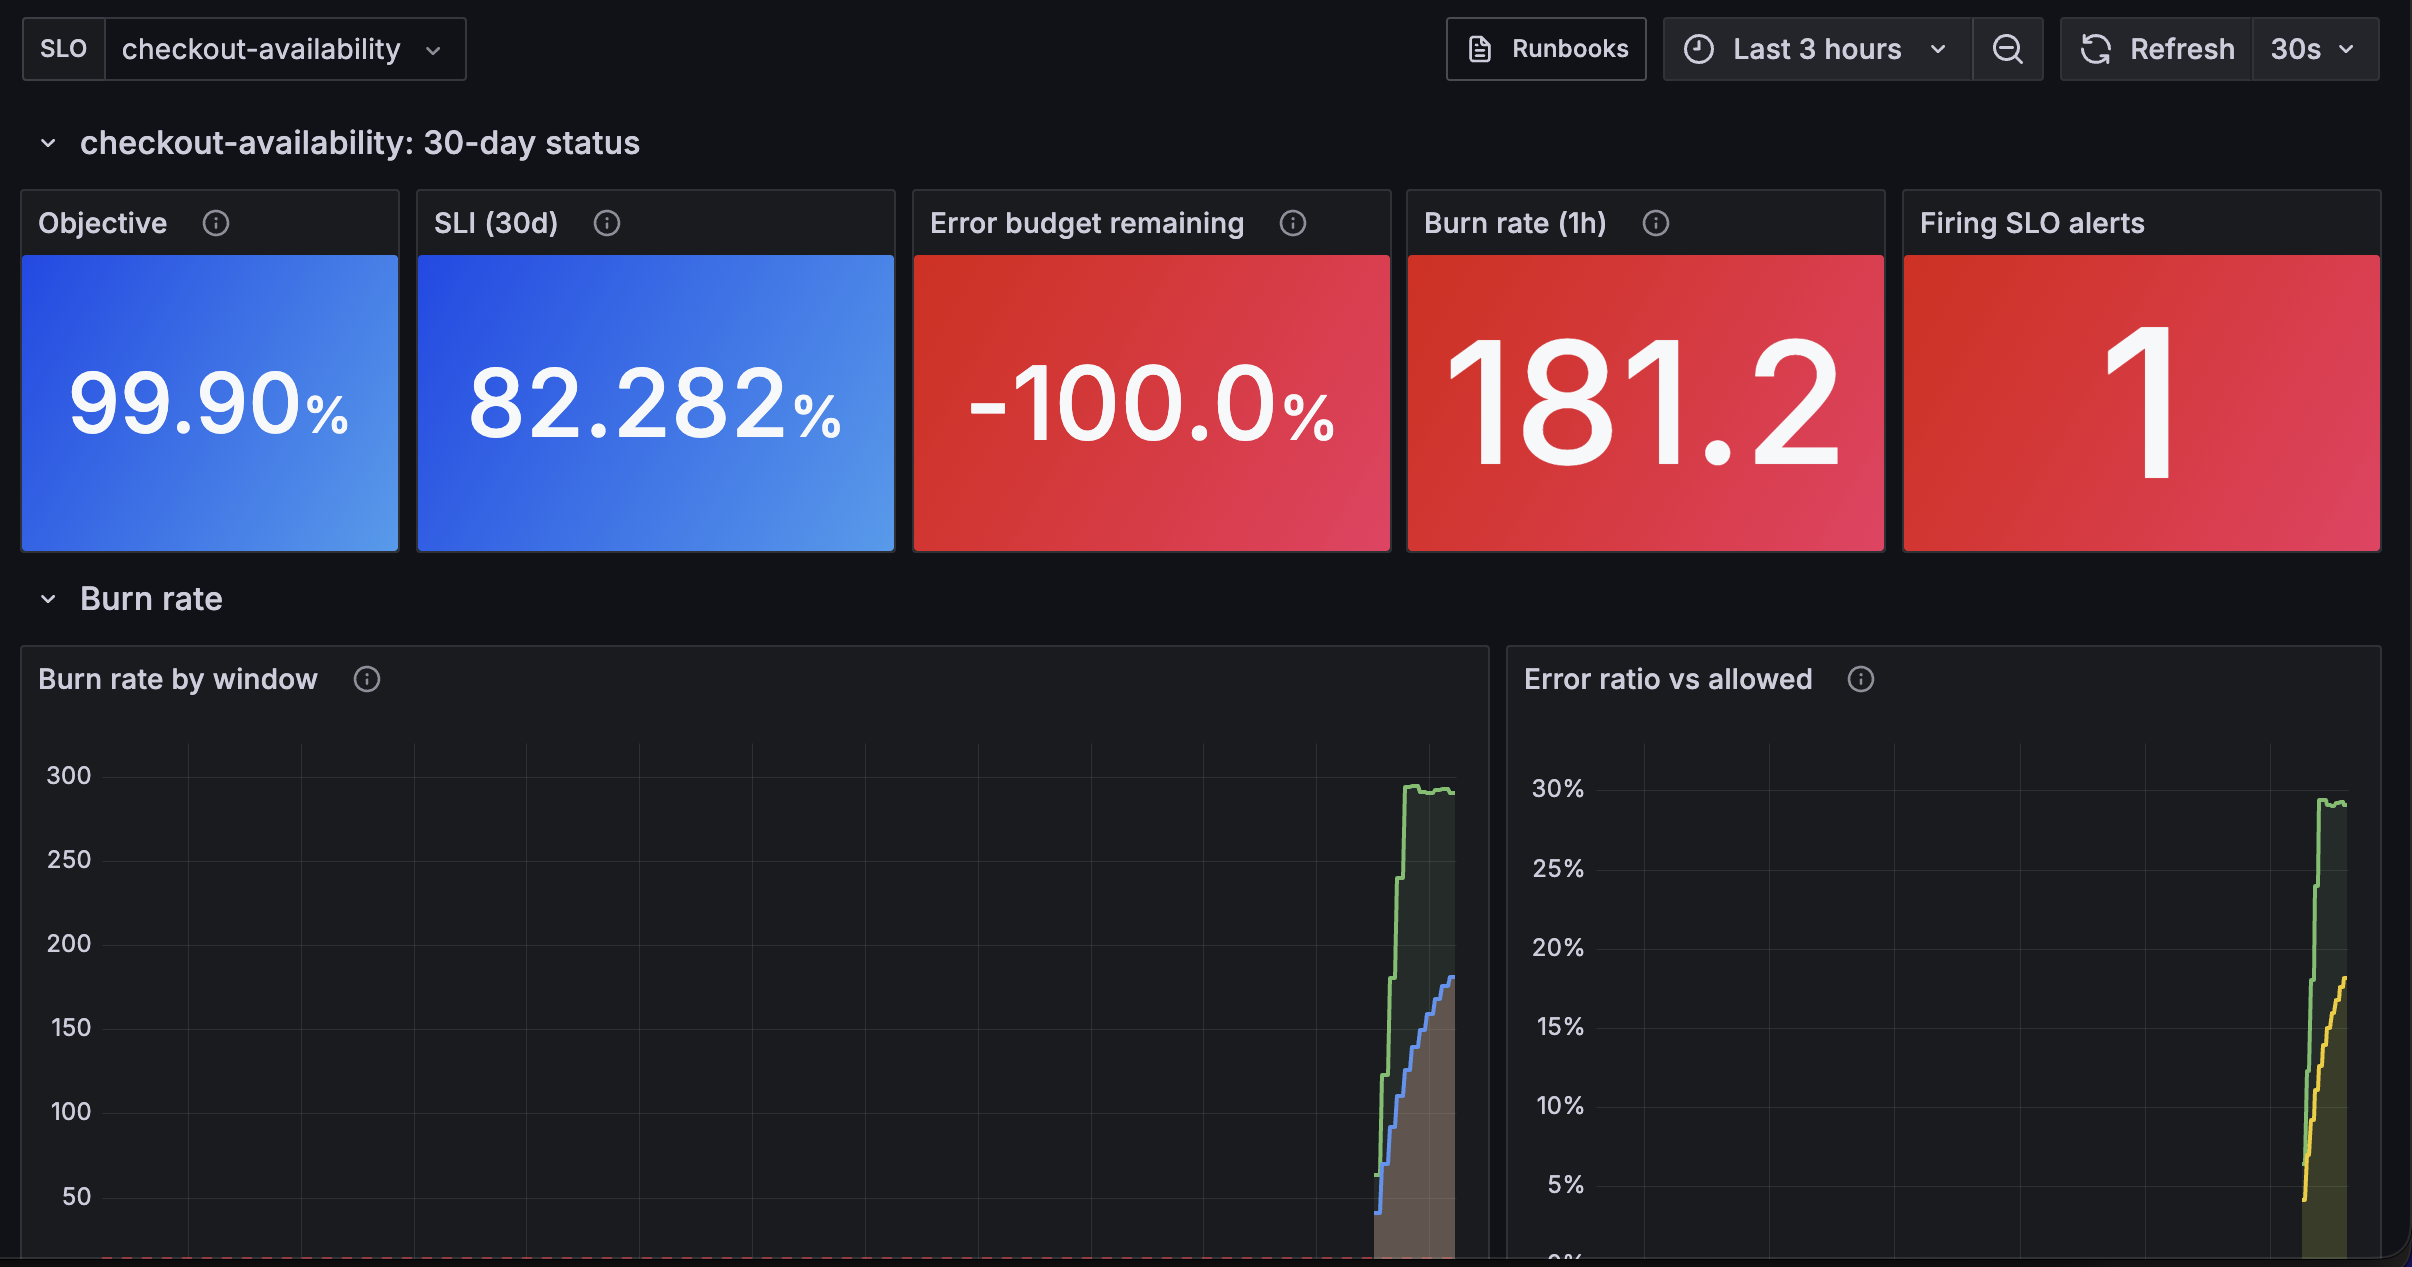 SLO checkout-availability Runbooks Last 3 hours Refresh 30s
checkout-availability: 30-day status
Objective SLI (30d) Error budget remaining Burn rate (1h) Firing SLO alerts
99.90% 82.282% -100.0% 181.2 1
Burn rate
Burn rate by window
300
250
200
150
100
50
Error ratio vs allowed
30%
25%
20%
15%
10%
5%